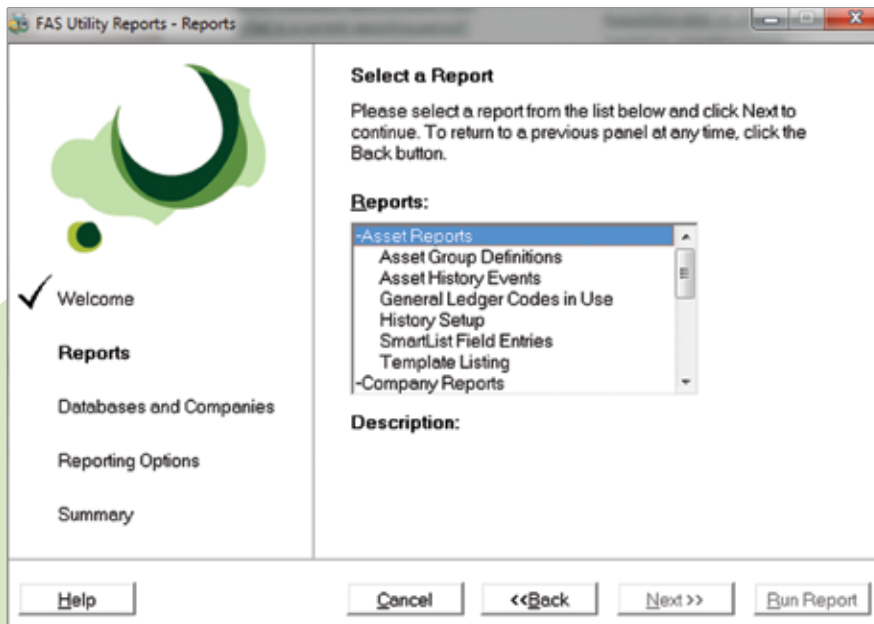 FAS Utility Reports - Reports
Select a Report
Please select a report from the list below and click Next to
continue. To return to a previous panel at any time, click the
Back button.
Reports:
-Asset Reports
Asset Group Definitions
Asset History Events
General Ledger Codes in Use
History Setup
SmartList Field Entries
Template Listing
-Company Reports
Description:
Welcome
Reports
Databases and Companies
Reporting Options
Summary
Help
Cancel
<<Back
Next>>
Run Report